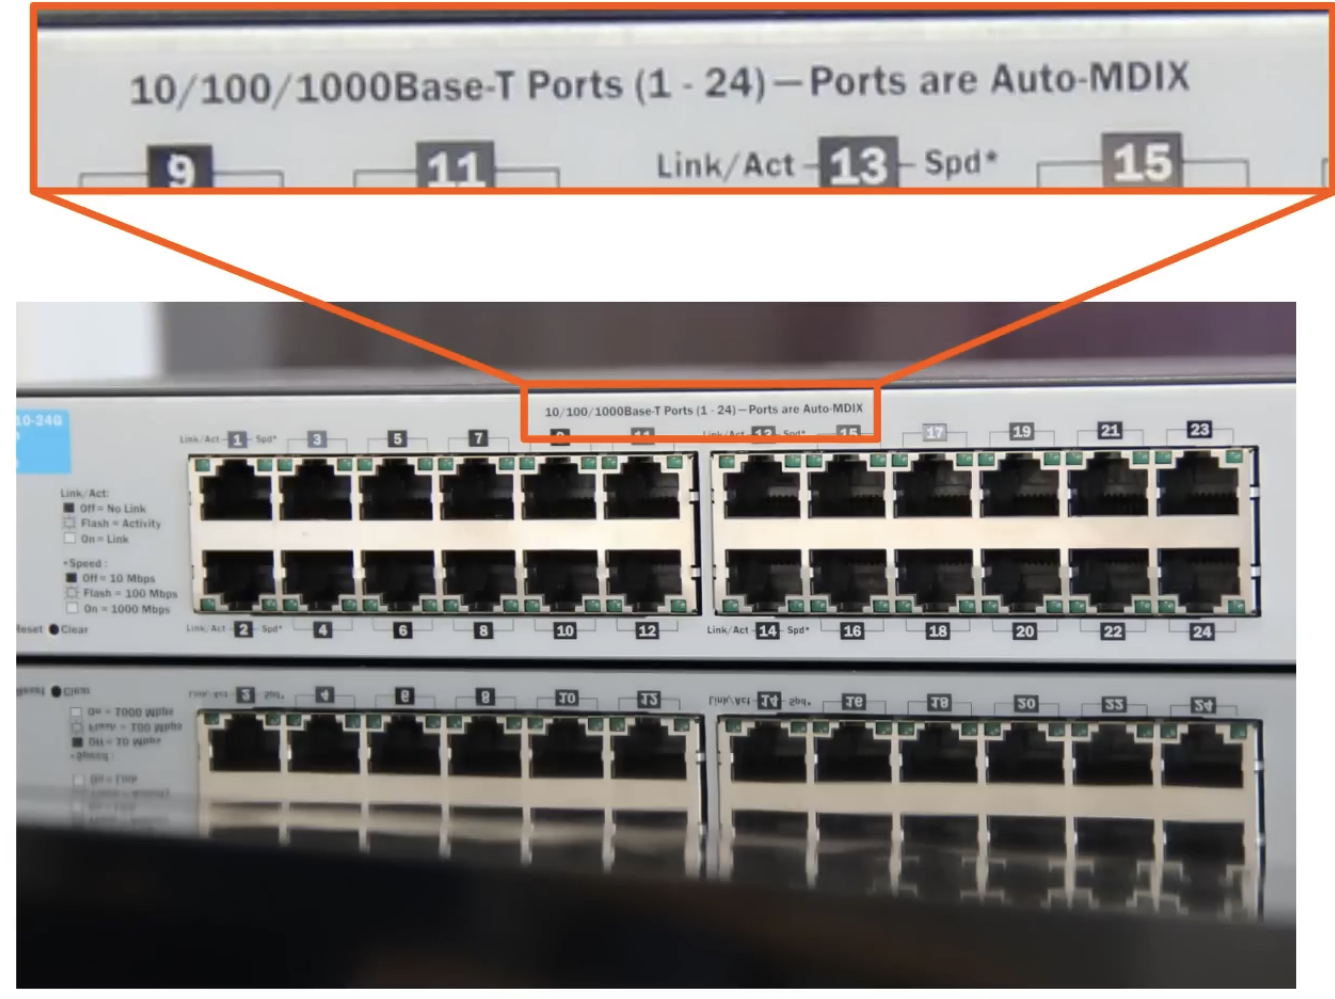 10/100/1000Base-T Ports (1 - 24)—Ports are Auto-MDIX
9 11 Link/Act 13 Spd* 15
10/100/1000Base-T Ports (1 - 24)—Ports are Auto-MDIX
10-24G
Link/Act 1 Spd* 3 5 7 9 11 Link/Act 13 Spd* 15 17 19 21 23
Link/Act:
Off = No Link
Flash = Activity
On = Link
*Speed :
Off = 10 Mbps
Flash = 100 Mbps
On = 1000 Mbps
Reset Clear
Link/Act 2 Spd* 4 6 8 10 12 Link/Act 14 Spd* 16 18 20 22 24